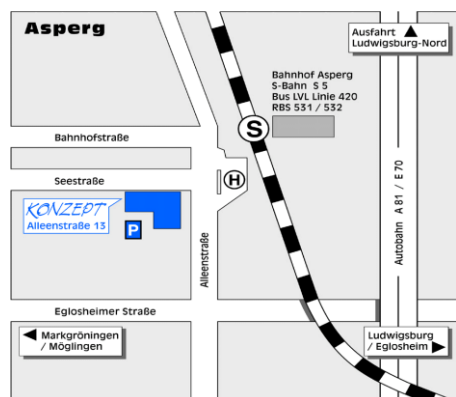 Asperg
Ausfahrt
Ludwigsburg-Nord
Bahnhof Asperg
S-Bahn S 5
Bus LVL Linie 420
RBS 531 / 532
S
Bahnhofstraße
H
Seestraße
KONZEPT
Alleenstraße 13
P
Alleenstraße
Autobahn A 81 / E 70
Eglosheimer Straße
Markgröningen
/ Möglingen
Ludwigsburg
/ Eglosheim